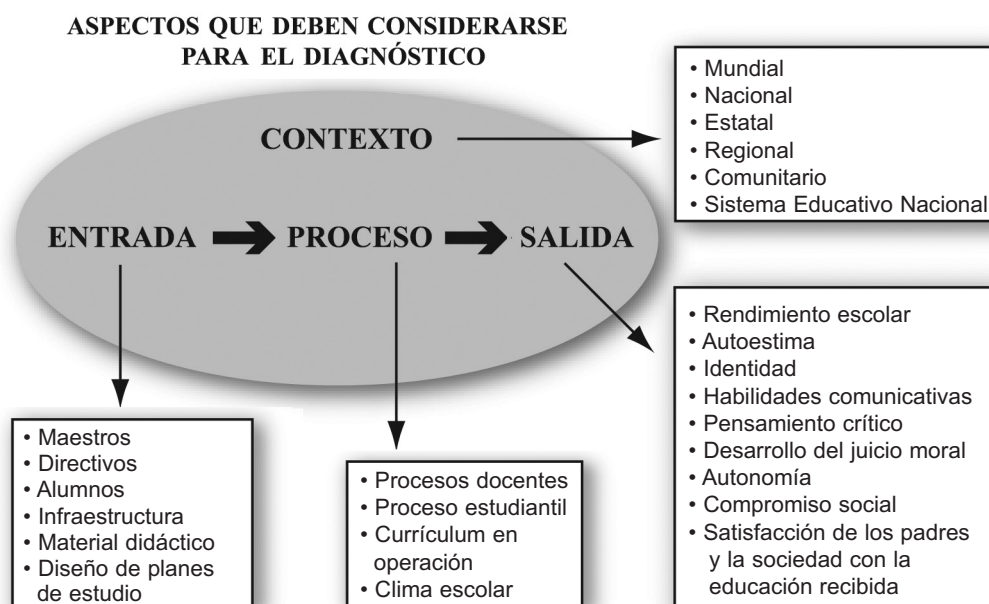 ASPECTOS QUE DEBEN CONSIDERARSE
PARA EL DIAGNÓSTICO
CONTEXTO
• Mundial
• Nacional
• Estatal
• Regional
• Comunitario
• Sistema Educativo Nacional
ENTRADA
PROCESO
SALIDA
• Maestros
• Directivos
• Alumnos
• Infraestructura
• Material didáctico
• Diseño de planes
de estudio
• Procesos docentes
• Proceso estudiantil
• Currículum en
operación
• Clima escolar
• Rendimiento escolar
• Autoestima
• Identidad
• Habilidades comunicativas
• Pensamiento crítico
• Desarrollo del juicio moral
• Autonomía
• Compromiso social
• Satisfacción de los padres
y la sociedad con la
educación recibida